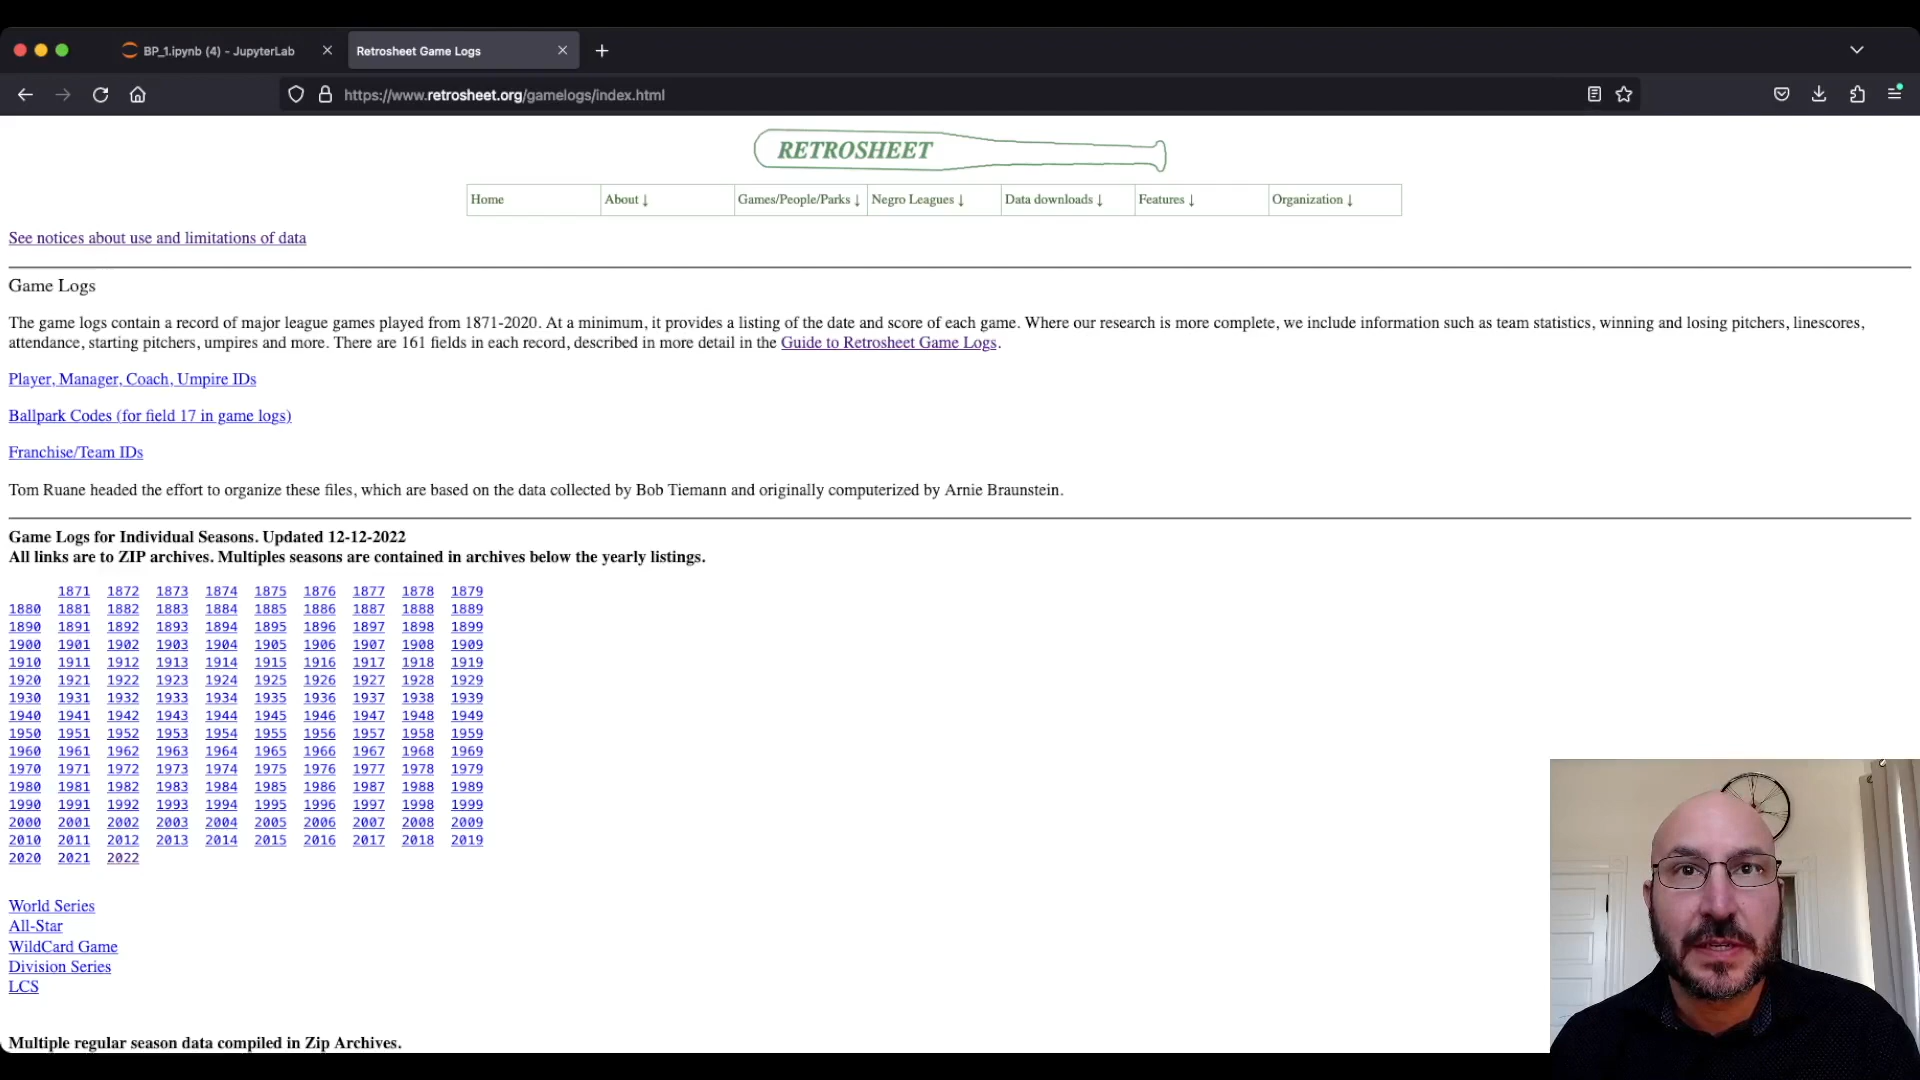 BP_1.ipynb (4) - JupyterLab
Retrosheet Game Logs
https://www.retrosheet.org/gamelogs/index.html
RETROSHEET
Home About ↓ Games/People/Parks ↓ Negro Leagues ↓ Data downloads ↓ Features ↓ Organization ↓
See notices about use and limitations of data
Game Logs
The game logs contain a record of major league games played from 1871-2020. At a minimum, it provides a listing of the date and score of each game. Where our research is more complete, we include information such as team statistics, winning and losing pitchers, linescores,
attendance, starting pitchers, umpires and more. There are 161 fields in each record, described in more detail in the Guide to Retrosheet Game Logs.
Player, Manager, Coach, Umpire IDs
Ballpark Codes (for field 17 in game logs)
Franchise/Team IDs
Tom Ruane headed the effort to organize these files, which are based on the data collected by Bob Tiemann and originally computerized by Arnie Braunstein.
Game Logs for Individual Seasons. Updated 12-12-2022
All links are to ZIP archives. Multiples seasons are contained in archives below the yearly listings.
1871 1872 1873 1874 1875 1876 1877 1878 1879
1880 1881 1882 1883 1884 1885 1886 1887 1888 1889
1890 1891 1892 1893 1894 1895 1896 1897 1898 1899
1900 1901 1902 1903 1904 1905 1906 1907 1908 1909
1910 1911 1912 1913 1914 1915 1916 1917 1918 1919
1920 1921 1922 1923 1924 1925 1926 1927 1928 1929
1930 1931 1932 1933 1934 1935 1936 1937 1938 1939
1940 1941 1942 1943 1944 1945 1946 1947 1948 1949
1950 1951 1952 1953 1954 1955 1956 1957 1958 1959
1960 1961 1962 1963 1964 1965 1966 1967 1968 1969
1970 1971 1972 1973 1974 1975 1976 1977 1978 1979
1980 1981 1982 1983 1984 1985 1986 1987 1988 1989
1990 1991 1992 1993 1994 1995 1996 1997 1998 1999
2000 2001 2002 2003 2004 2005 2006 2007 2008 2009
2010 2011 2012 2013 2014 2015 2016 2017 2018 2019
2020 2021 2022
World Series
All-Star
WildCard Game
Division Series
LCS
Multiple regular season data compiled in Zip Archives.